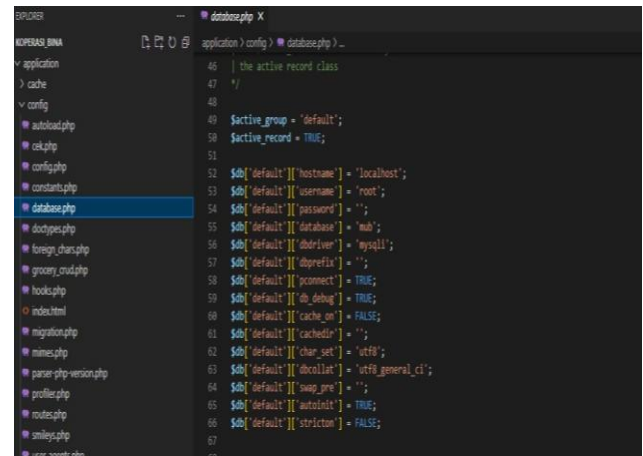 EXPLORER
KOPERASI_BINA
application
cache
config
autoload.php
cek.php
config.php
constants.php
database.php
doctypes.php
foreign_chars.php
grocery_crud.php
hooks.php
index.html
migration.php
mimes.php
parser-php-version.php
profiler.php
routes.php
smileys.php
user_agents.php
database.php X
application > config > database.php > ...
46 | the active record class
47 */
48
49 $active_group = 'default';
50 $active_record = TRUE;
51
52 $db['default']['hostname'] = 'localhost';
53 $db['default']['username'] = 'root';
54 $db['default']['password'] = '';
55 $db['default']['database'] = 'mub';
56 $db['default']['dbdriver'] = 'mysqli';
57 $db['default']['dbprefix'] = '';
58 $db['default']['pconnect'] = TRUE;
59 $db['default']['db_debug'] = TRUE;
60 $db['default']['cache_on'] = FALSE;
61 $db['default']['cachedir'] = '';
62 $db['default']['char_set'] = 'utf8';
63 $db['default']['dbcollat'] = 'utf8_general_ci';
64 $db['default']['swap_pre'] = '';
65 $db['default']['autoinit'] = TRUE;
66 $db['default']['stricton'] = FALSE;
67